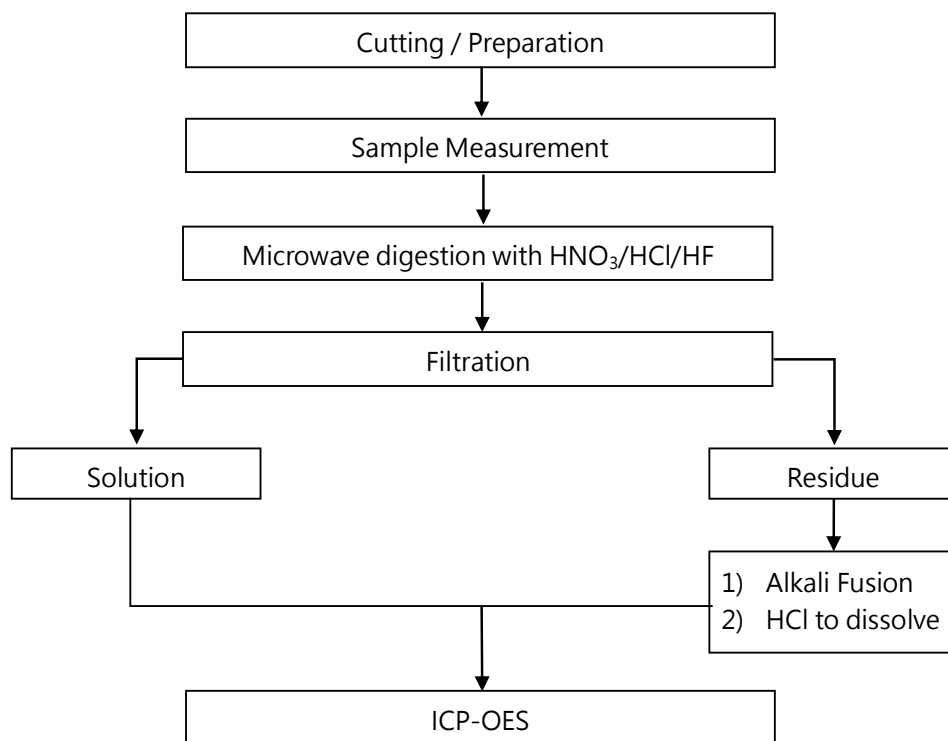 Cutting / Preparation
Sample Measurement
Microwave digestion with HNO₃/HCl/HF
Filtration
Solution
Residue
1) Alkali Fusion
2) HCl to dissolve
ICP-OES